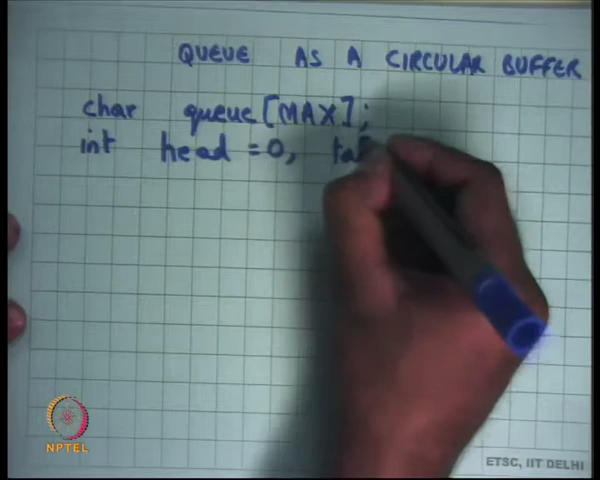 QUEUE AS A CIRCULAR BUFFER
char queue[MAX];
int head =0,
NPTEL
ETSC, IIT DELHI